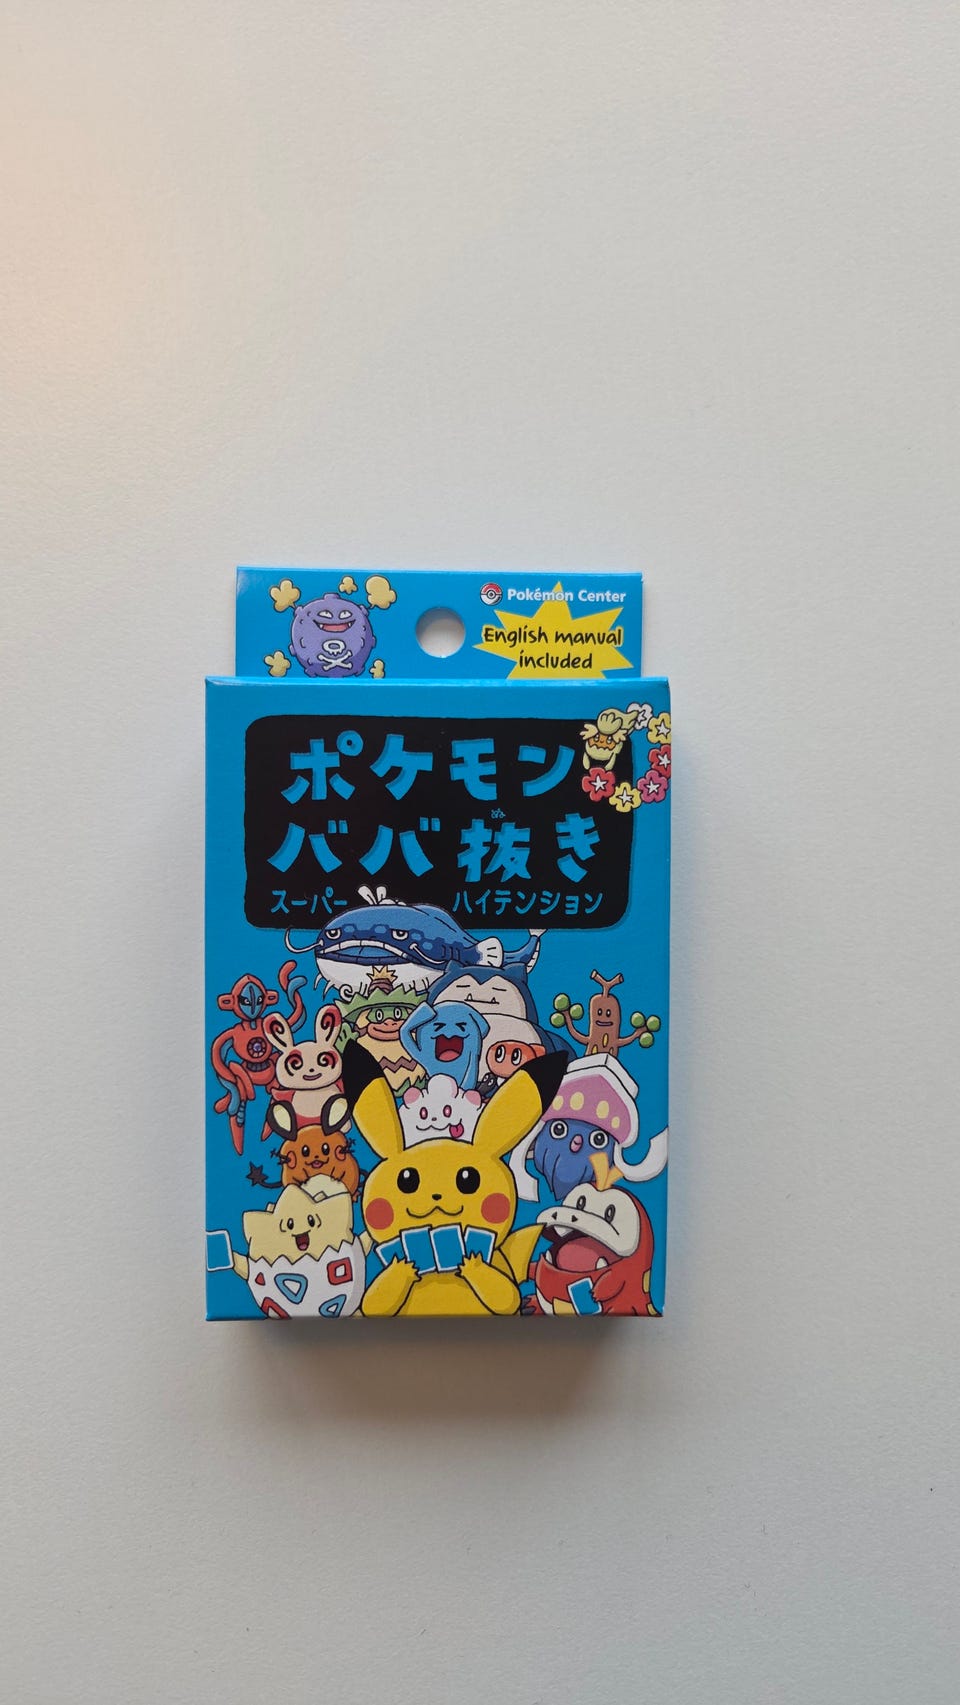 Pokémon Center
English manual
included
ポケモン
ババ抜き
ぬ
スーパー ハイテンション